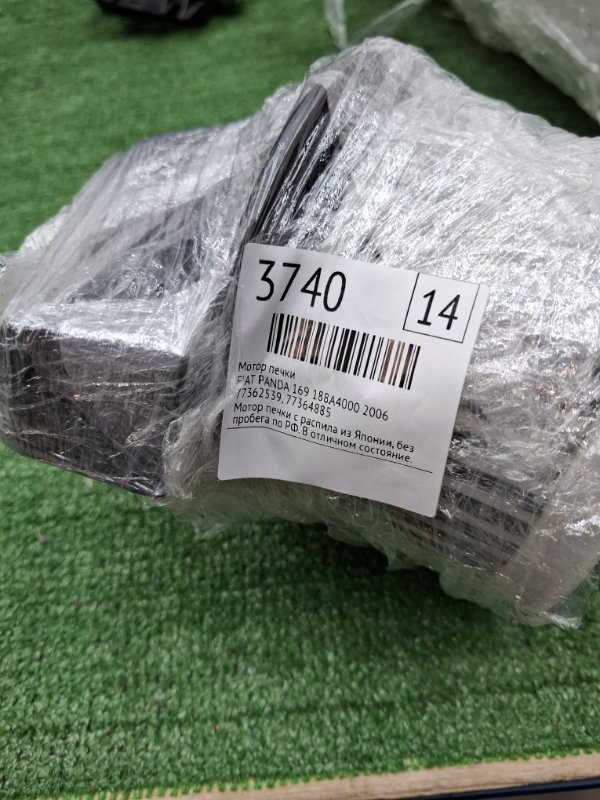 3740
14
Мотор печки
FIAT PANDA 169 188A4000 2006
77362539, 77364885
Мотор печки с распила из Японии, без
пробега по РФ. В отличном состояние.